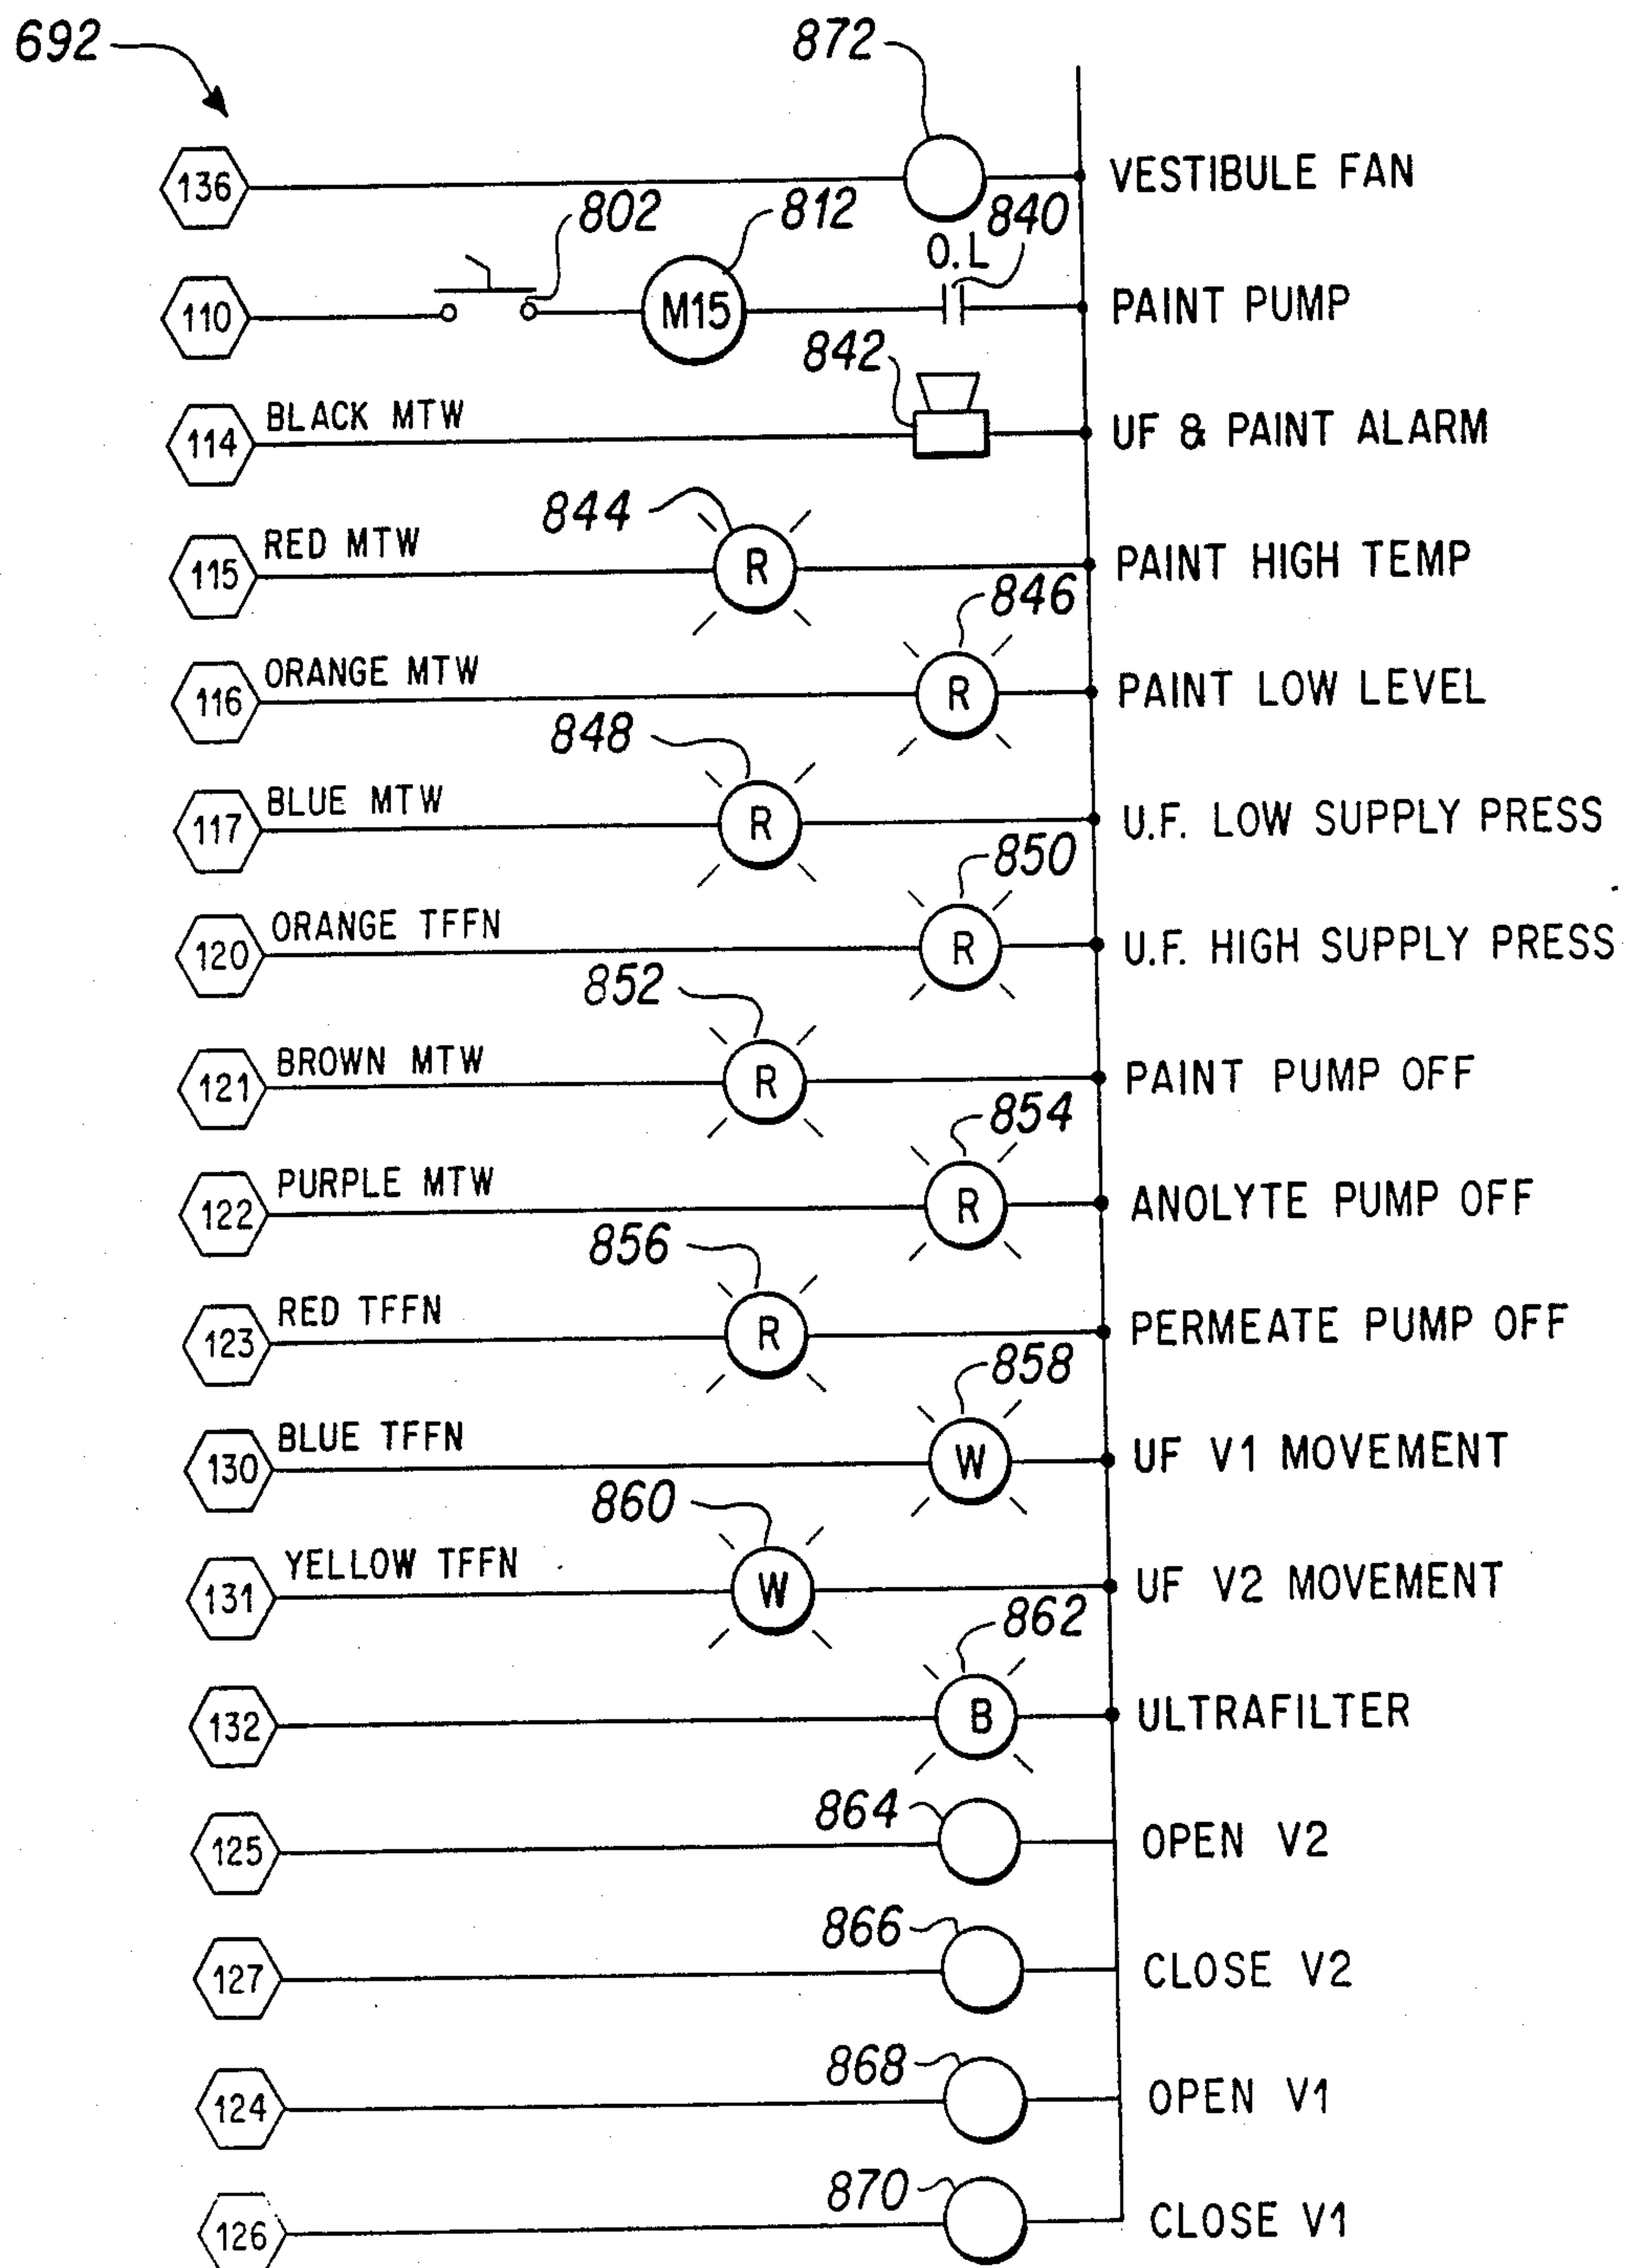 692
872
136
VESTIBULE FAN
802
812
840
O.L
110
M15
PAINT PUMP
842
114
BLACK MTW
UF & PAINT ALARM
844
115
RED MTW
R
PAINT HIGH TEMP
846
116
ORANGE MTW
R
PAINT LOW LEVEL
848
117
BLUE MTW
R
U.F. LOW SUPPLY PRESS
850
120
ORANGE TFFN
R
U.F. HIGH SUPPLY PRESS
852
121
BROWN MTW
R
PAINT PUMP OFF
854
122
PURPLE MTW
R
ANOLYTE PUMP OFF
856
123
RED TFFN
R
PERMEATE PUMP OFF
858
130
BLUE TFFN
W
UF V1 MOVEMENT
860
131
YELLOW TFFN
W
UF V2 MOVEMENT
862
132
B
ULTRAFILTER
864
125
OPEN V2
866
127
CLOSE V2
868
124
OPEN V1
870
126
CLOSE V1